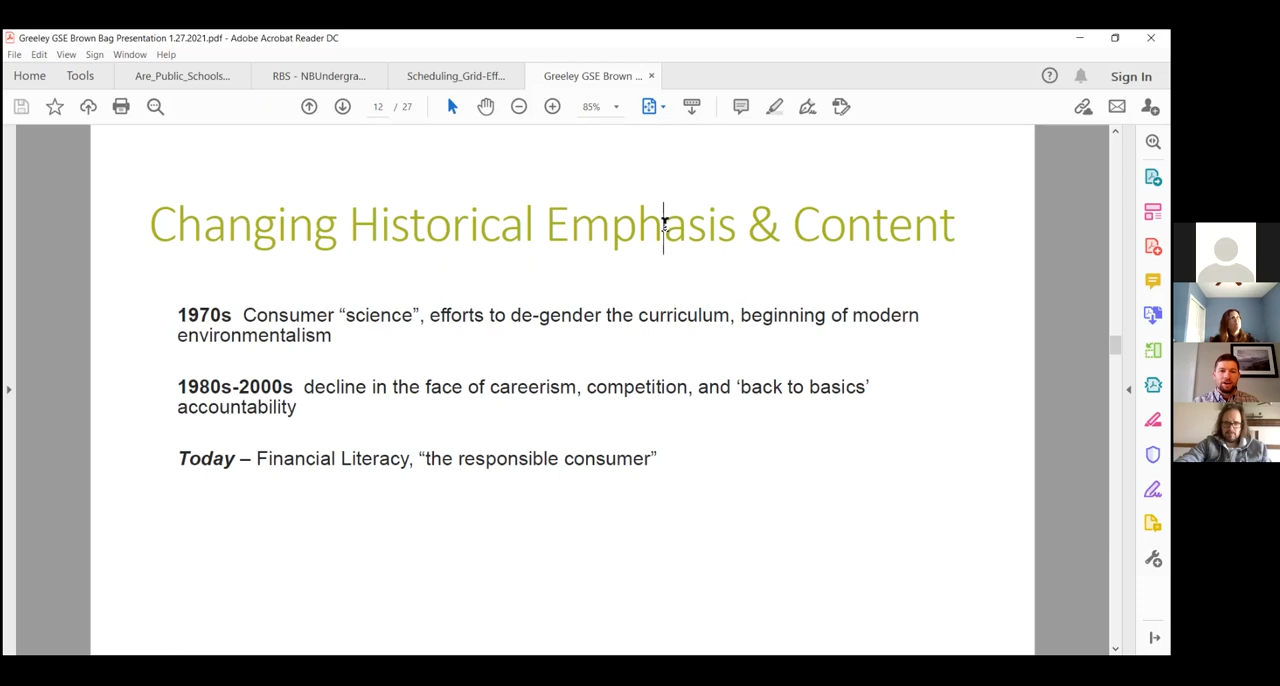 Greeley GSE Brown Bag Presentation 1.27.2021.pdf - Adobe Acrobat Reader DC
File Edit View Sign Window Help
Home Tools Are_Public_Schools... RBS - NBUndergra... Scheduling_Grid-Eff... Greeley GSE Brown ... × Sign In
12 / 27 85%
Changing Historical Emphasis & Content
1970s Consumer “science”, efforts to de-gender the curriculum, beginning of modern
environmentalism
1980s-2000s decline in the face of careerism, competition, and ‘back to basics’
accountability
Today – Financial Literacy, “the responsible consumer”